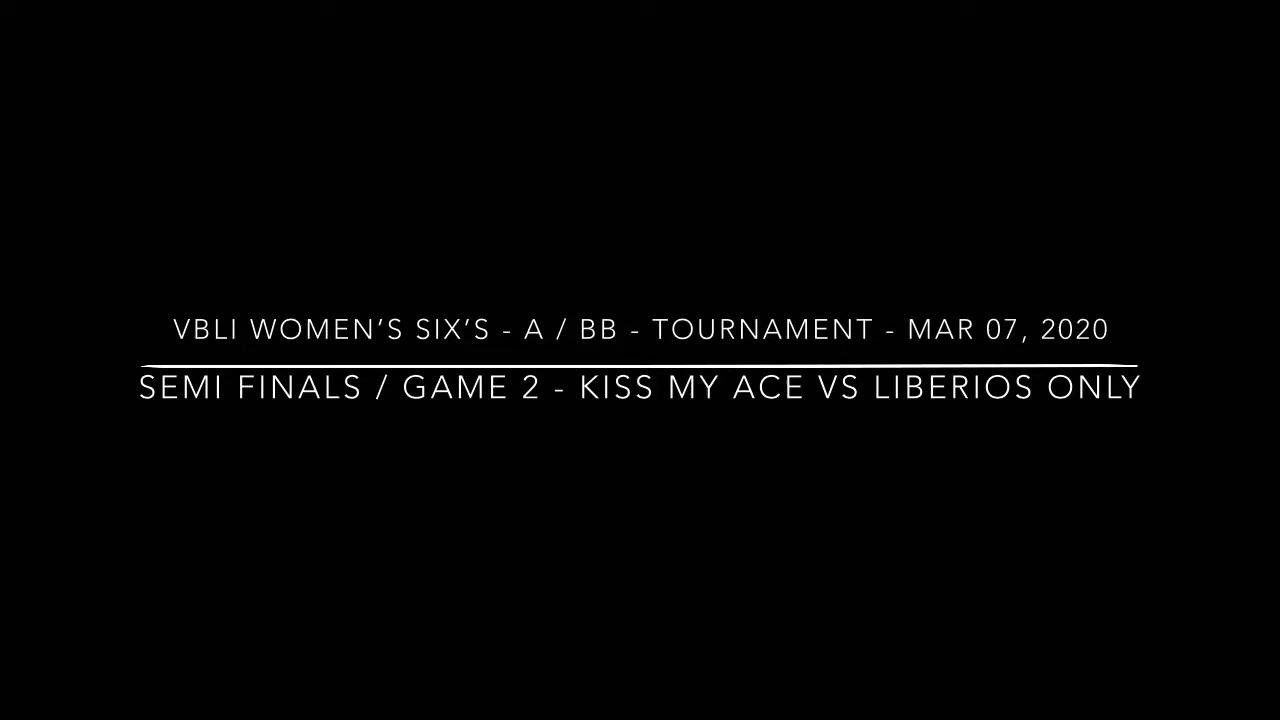 VBLI WOMEN’S SIX’S - A / BB - TOURNAMENT - MAR 07, 2020
SEMI FINALS / GAME 2 - KISS MY ACE VS LIBERIOS ONLY